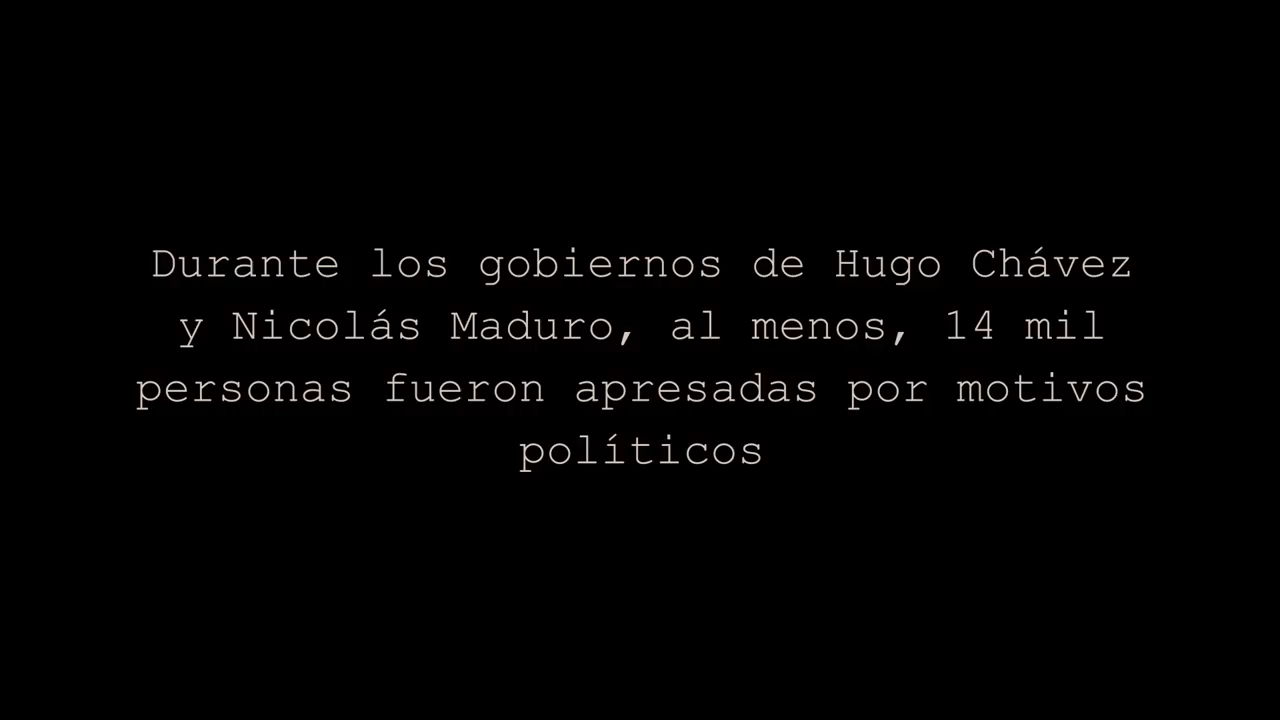 Durante los gobiernos de Hugo Chávez
y Nicolás Maduro, al menos, 14 mil
personas fueron apresadas por motivos
políticos